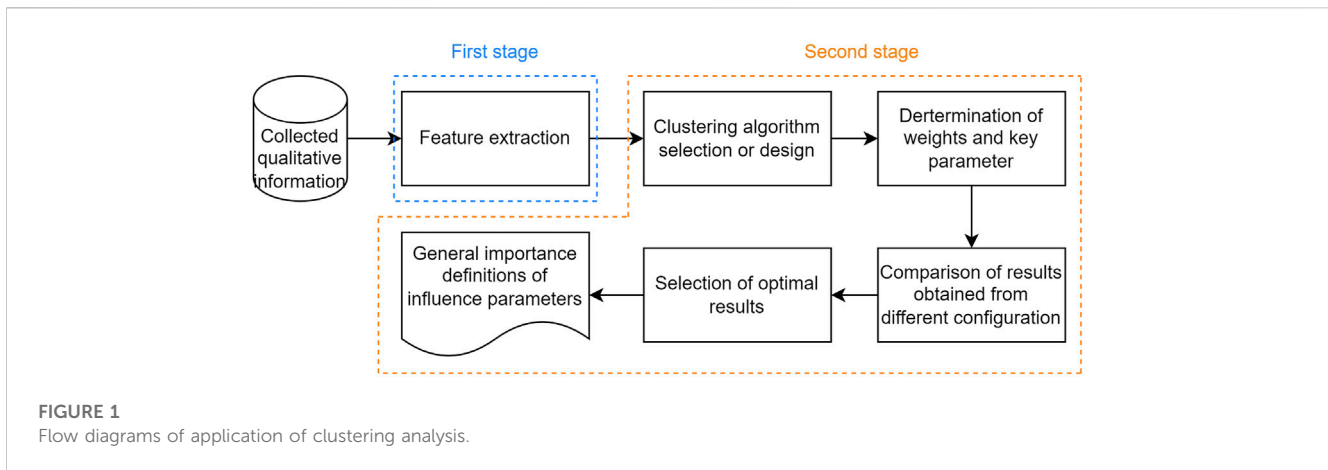 First stage
Second stage
Collected
qualitative
information
Feature extraction
Clustering algorithm
selection or design
Dertermination of
weights and key
parameter
General importance
definitions of
influence parameters
Selection of optimal
results
Comparison of results
obtained from
different configuration
FIGURE 1
Flow diagrams of application of clustering analysis.